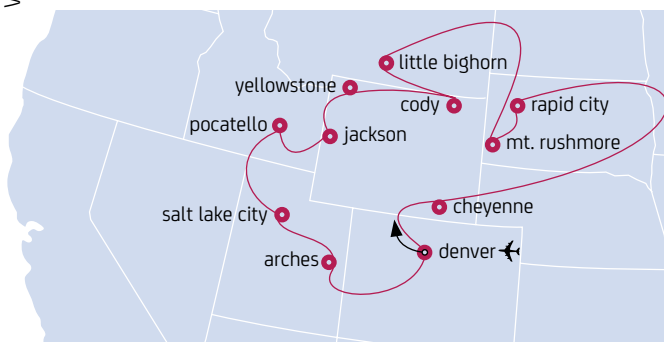 little bighorn
yellowstone
cody
rapid city
pocatello
jackson
mt. rushmore
salt lake city
cheyenne
arches
denver